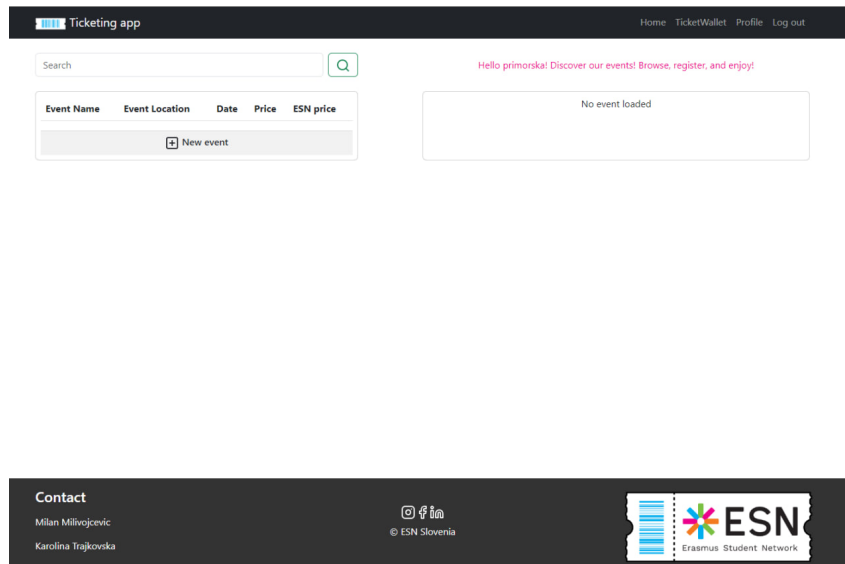 Ticketing app
Home TicketWallet Profile Log out
Search
Hello primorska! Discover our events! Browse, register, and enjoy!
Event Name Event Location Date Price ESN price
New event
No event loaded
Contact
Milan Milivojcevic
Karolina Trajkovska
© ESN Slovenia
ESN
Erasmus Student Network